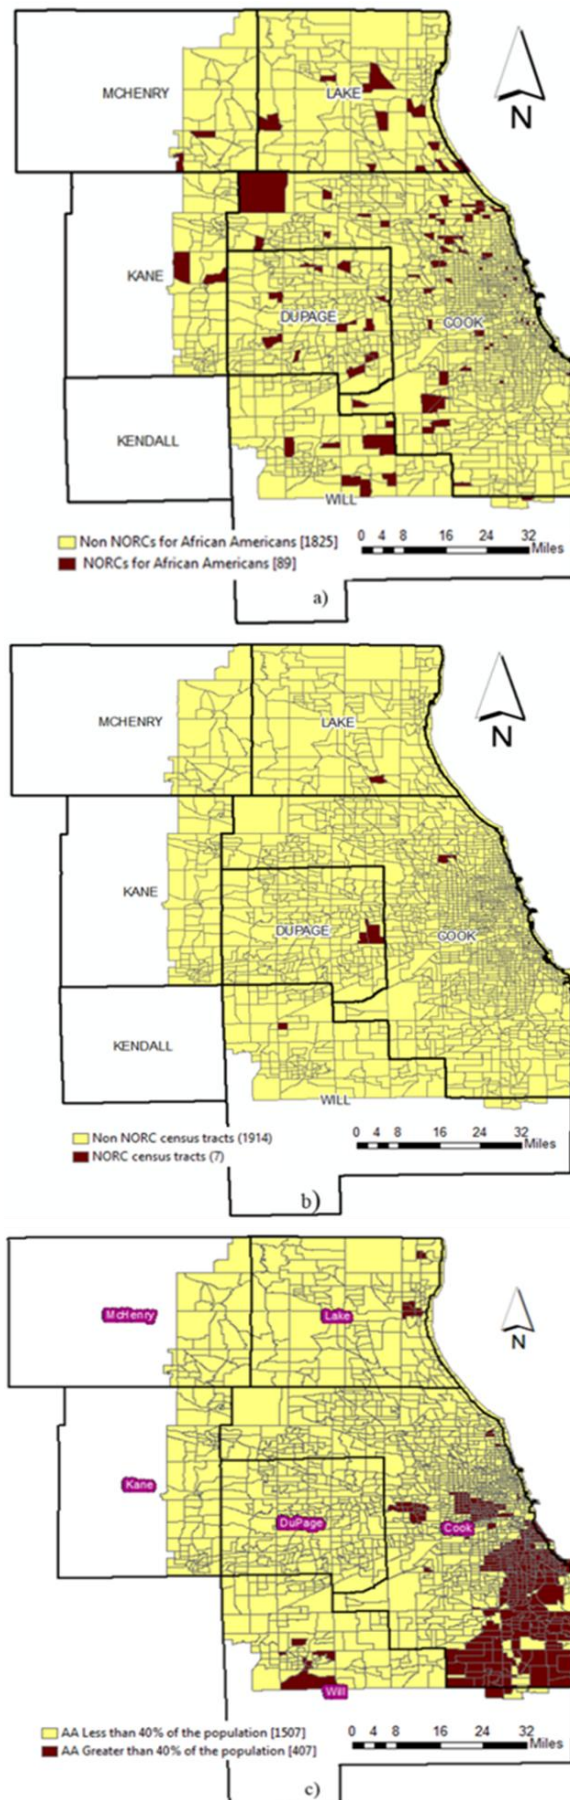 MCHENRY
LAKE
N
KANE
DUPAGE
COOK
KENDALL
WILL
Non NORCs for African Americans [1825]
NORCs for African Americans [89]
0 4 8 16 24 32
Miles
a)
MCHENRY
LAKE
N
KANE
DUPAGE
COOK
KENDALL
WILL
Non NORC census tracts (1914)
NORC census tracts (7)
0 4 8 16 24 32
Miles
b)
McHenry
Lake
N
Kane
DuPage
Cook
Will
AA Less than 40% of the population [1507]
AA Greater than 40% of the population [407]
0 4 8 16 24 32
Miles
c)